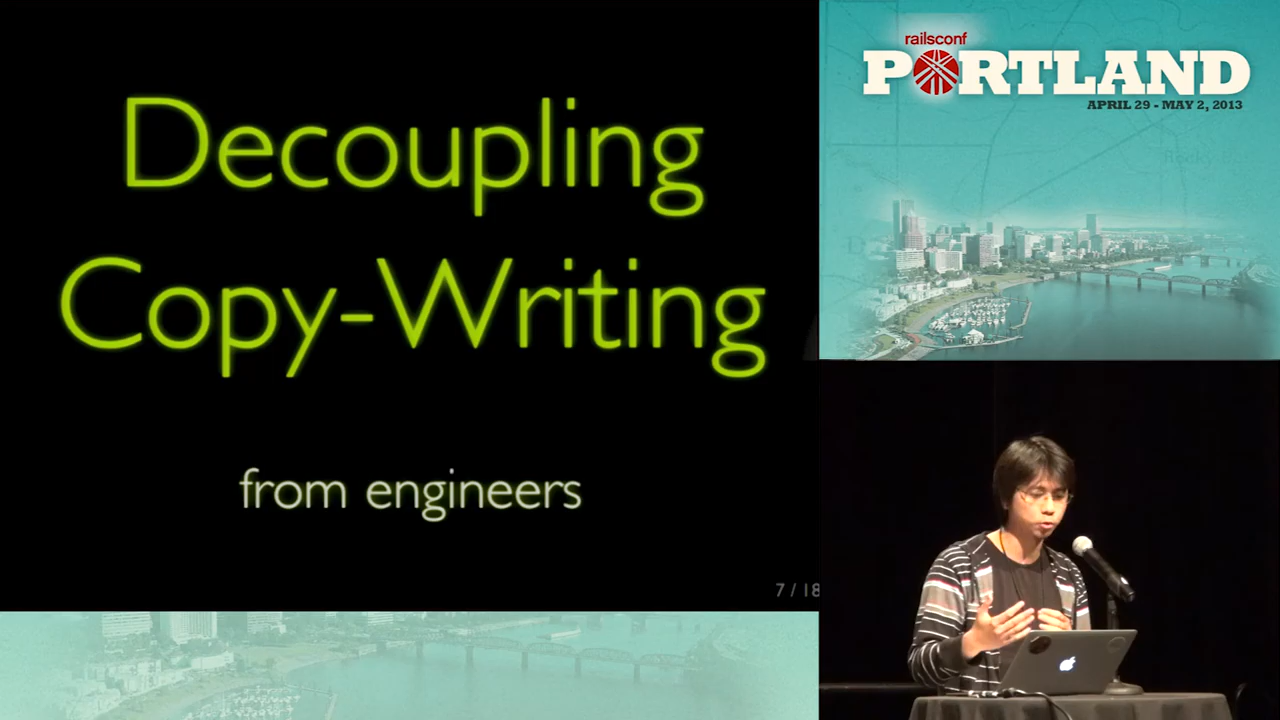 Decoupling
Copy-Writing
from engineers
7 / 18
railsconf
PORTLAND
APRIL 29 - MAY 2, 2013